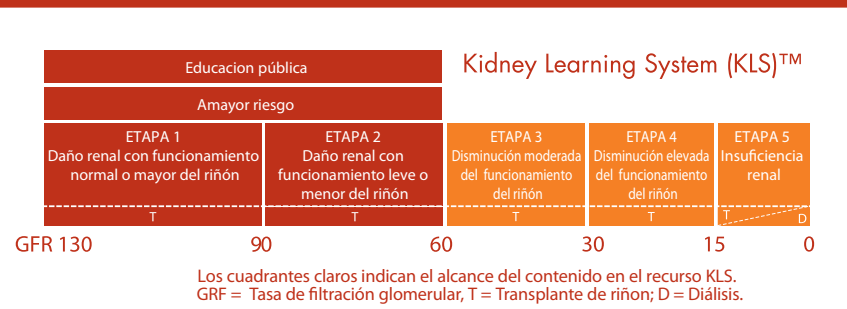 Educacion pública
Kidney Learning System (KLS)™
Amayor riesgo
ETAPA 1
Daño renal con funcionamiento
normal o mayor del riñón
T
ETAPA 2
Daño renal con
funcionamiento leve o
menor del riñón
T
ETAPA 3
Disminución moderada
del funcionamiento
del riñón
T
ETAPA 4
Disminución elevada
del funcionamiento
del riñón
T
ETAPA 5
Insuficiencia
renal
T
D
GFR 130 90 60 30 15 0
Los cuadrantes claros indican el alcance del contenido en el recurso KLS.
GRF = Tasa de filtración glomerular, T = Transplante de riñon; D = Diálisis.